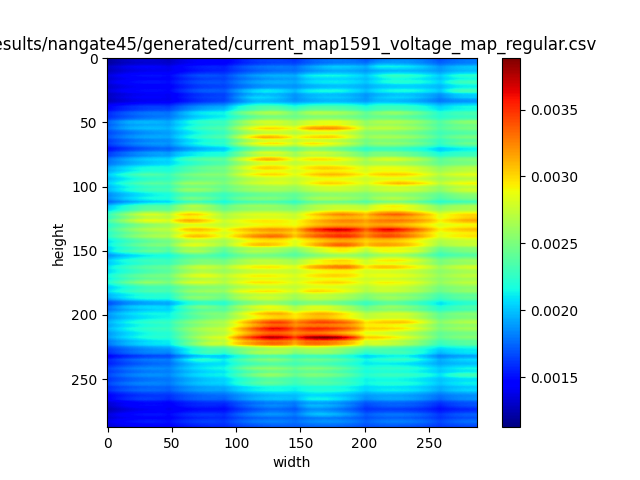 esults/nangate45/generated/current_map1591_voltage_map_regular.csv
0
50
100
150
200
250
height
0 50 100 150 200 250
width
0.0035
0.0030
0.0025
0.0020
0.0015